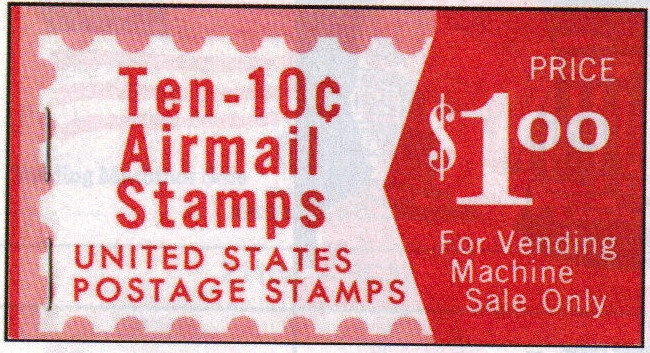 Ten-10¢
Airmail
Stamps
UNITED STATES
POSTAGE STAMPS
PRICE
$1.00
For Vending
Machine
Sale Only